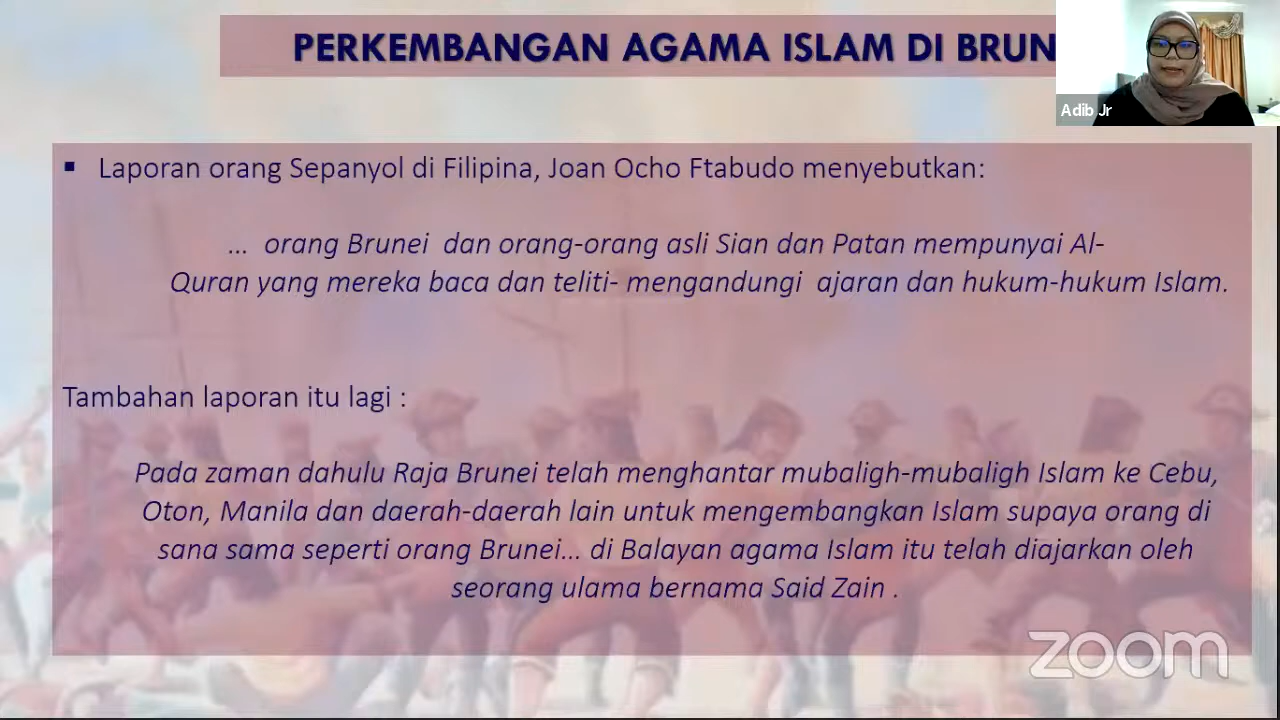 PERKEMBANGAN AGAMA ISLAM DI BRUN
Adib Jr
▪ Laporan orang Sepanyol di Filipina, Joan Ocho Ftabudo menyebutkan:
... orang Brunei dan orang-orang asli Sian dan Patan mempunyai Al-
Quran yang mereka baca dan teliti- mengandungi ajaran dan hukum-hukum Islam.
Tambahan laporan itu lagi :
Pada zaman dahulu Raja Brunei telah menghantar mubaligh-mubaligh Islam ke Cebu,
Oton, Manila dan daerah-daerah lain untuk mengembangkan Islam supaya orang di
sana sama seperti orang Brunei... di Balayan agama Islam itu telah diajarkan oleh
seorang ulama bernama Said Zain .
zoom